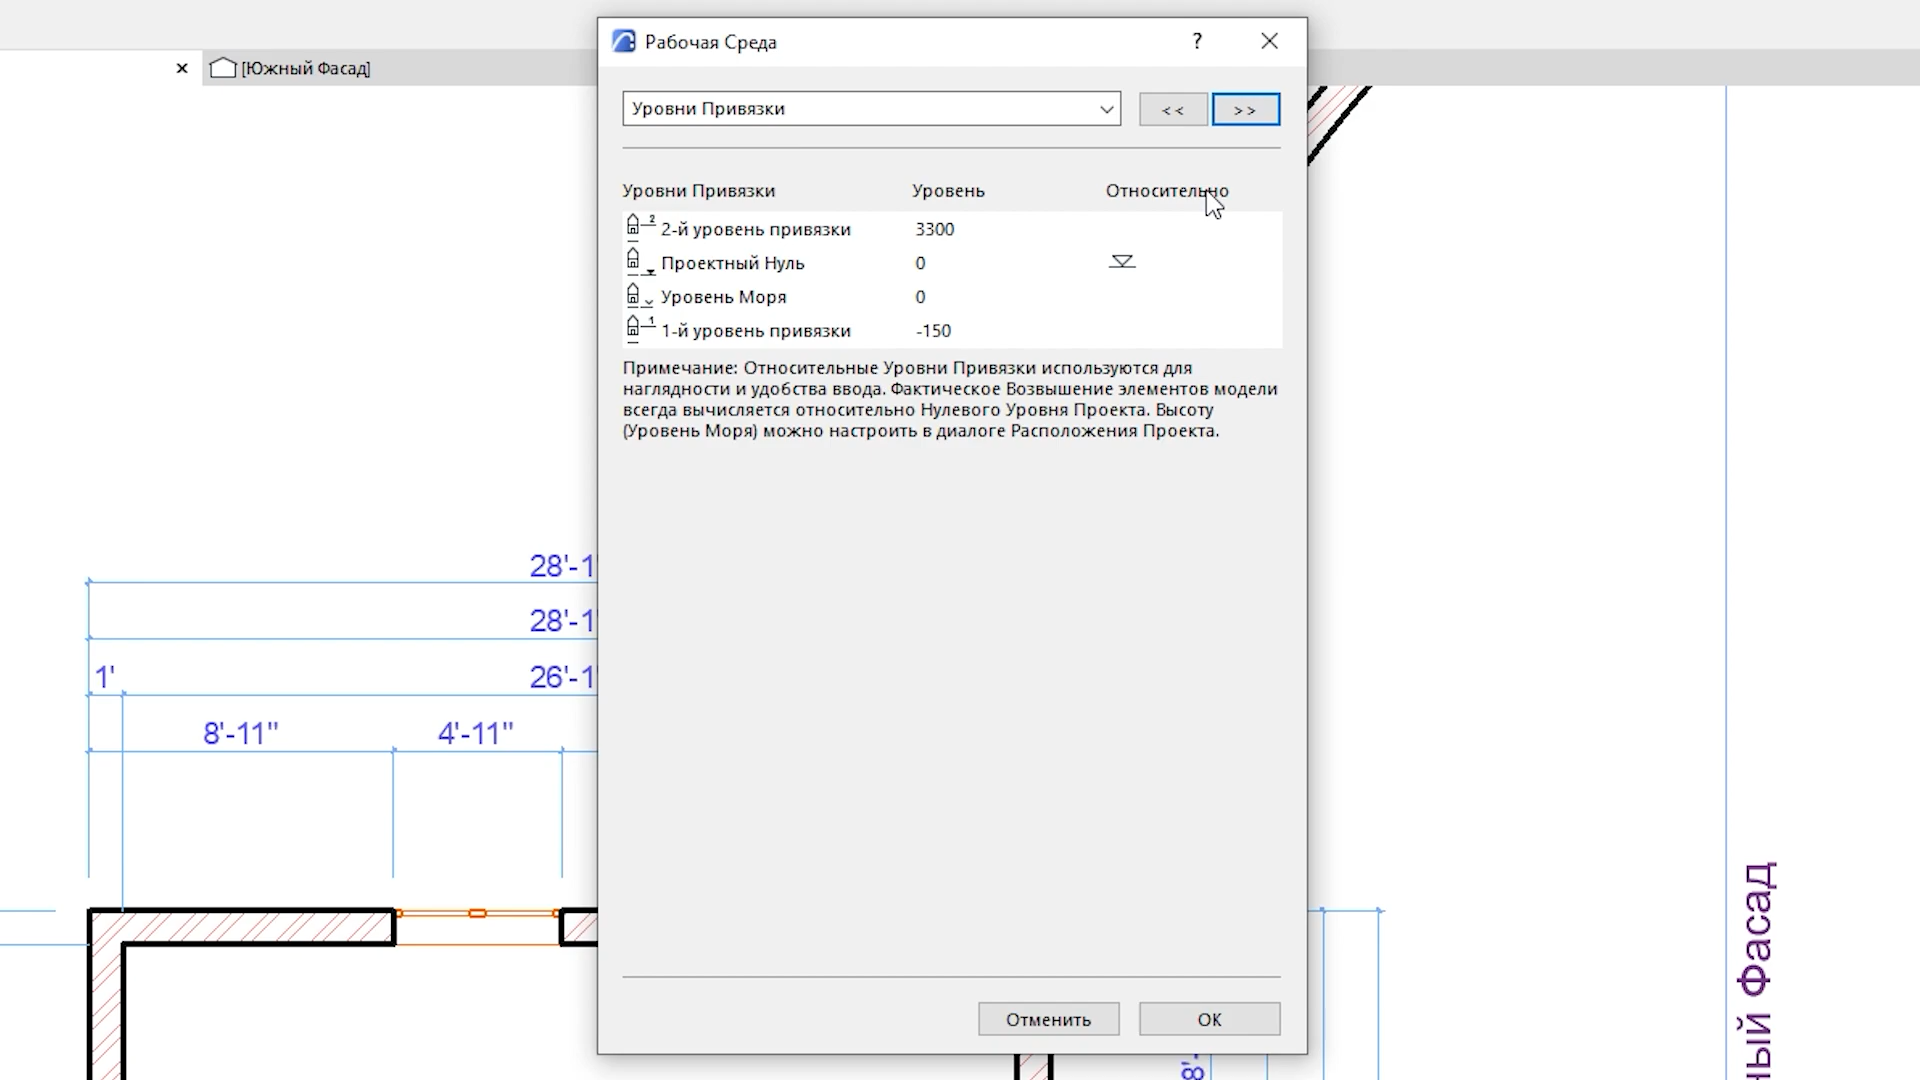 Рабочая Среда
?
[Южный Фасад]
Уровни Привязки
<<
>>
Уровни Привязки Уровень Относительно
2-й уровень привязки 3300
Проектный Нуль 0
Уровень Моря 0
1-й уровень привязки -150
Примечание: Относительные Уровни Привязки используются для
наглядности и удобства ввода. Фактическое Возвышение элементов модели
всегда вычисляется относительно Нулевого Уровня Проекта. Высоту
(Уровень Моря) можно настроить в диалоге Расположения Проекта.
28'-1
28'-1
1' 26'-1
8'-11" 4'-11"
ный Фасад
Отменить
ОК
8'-